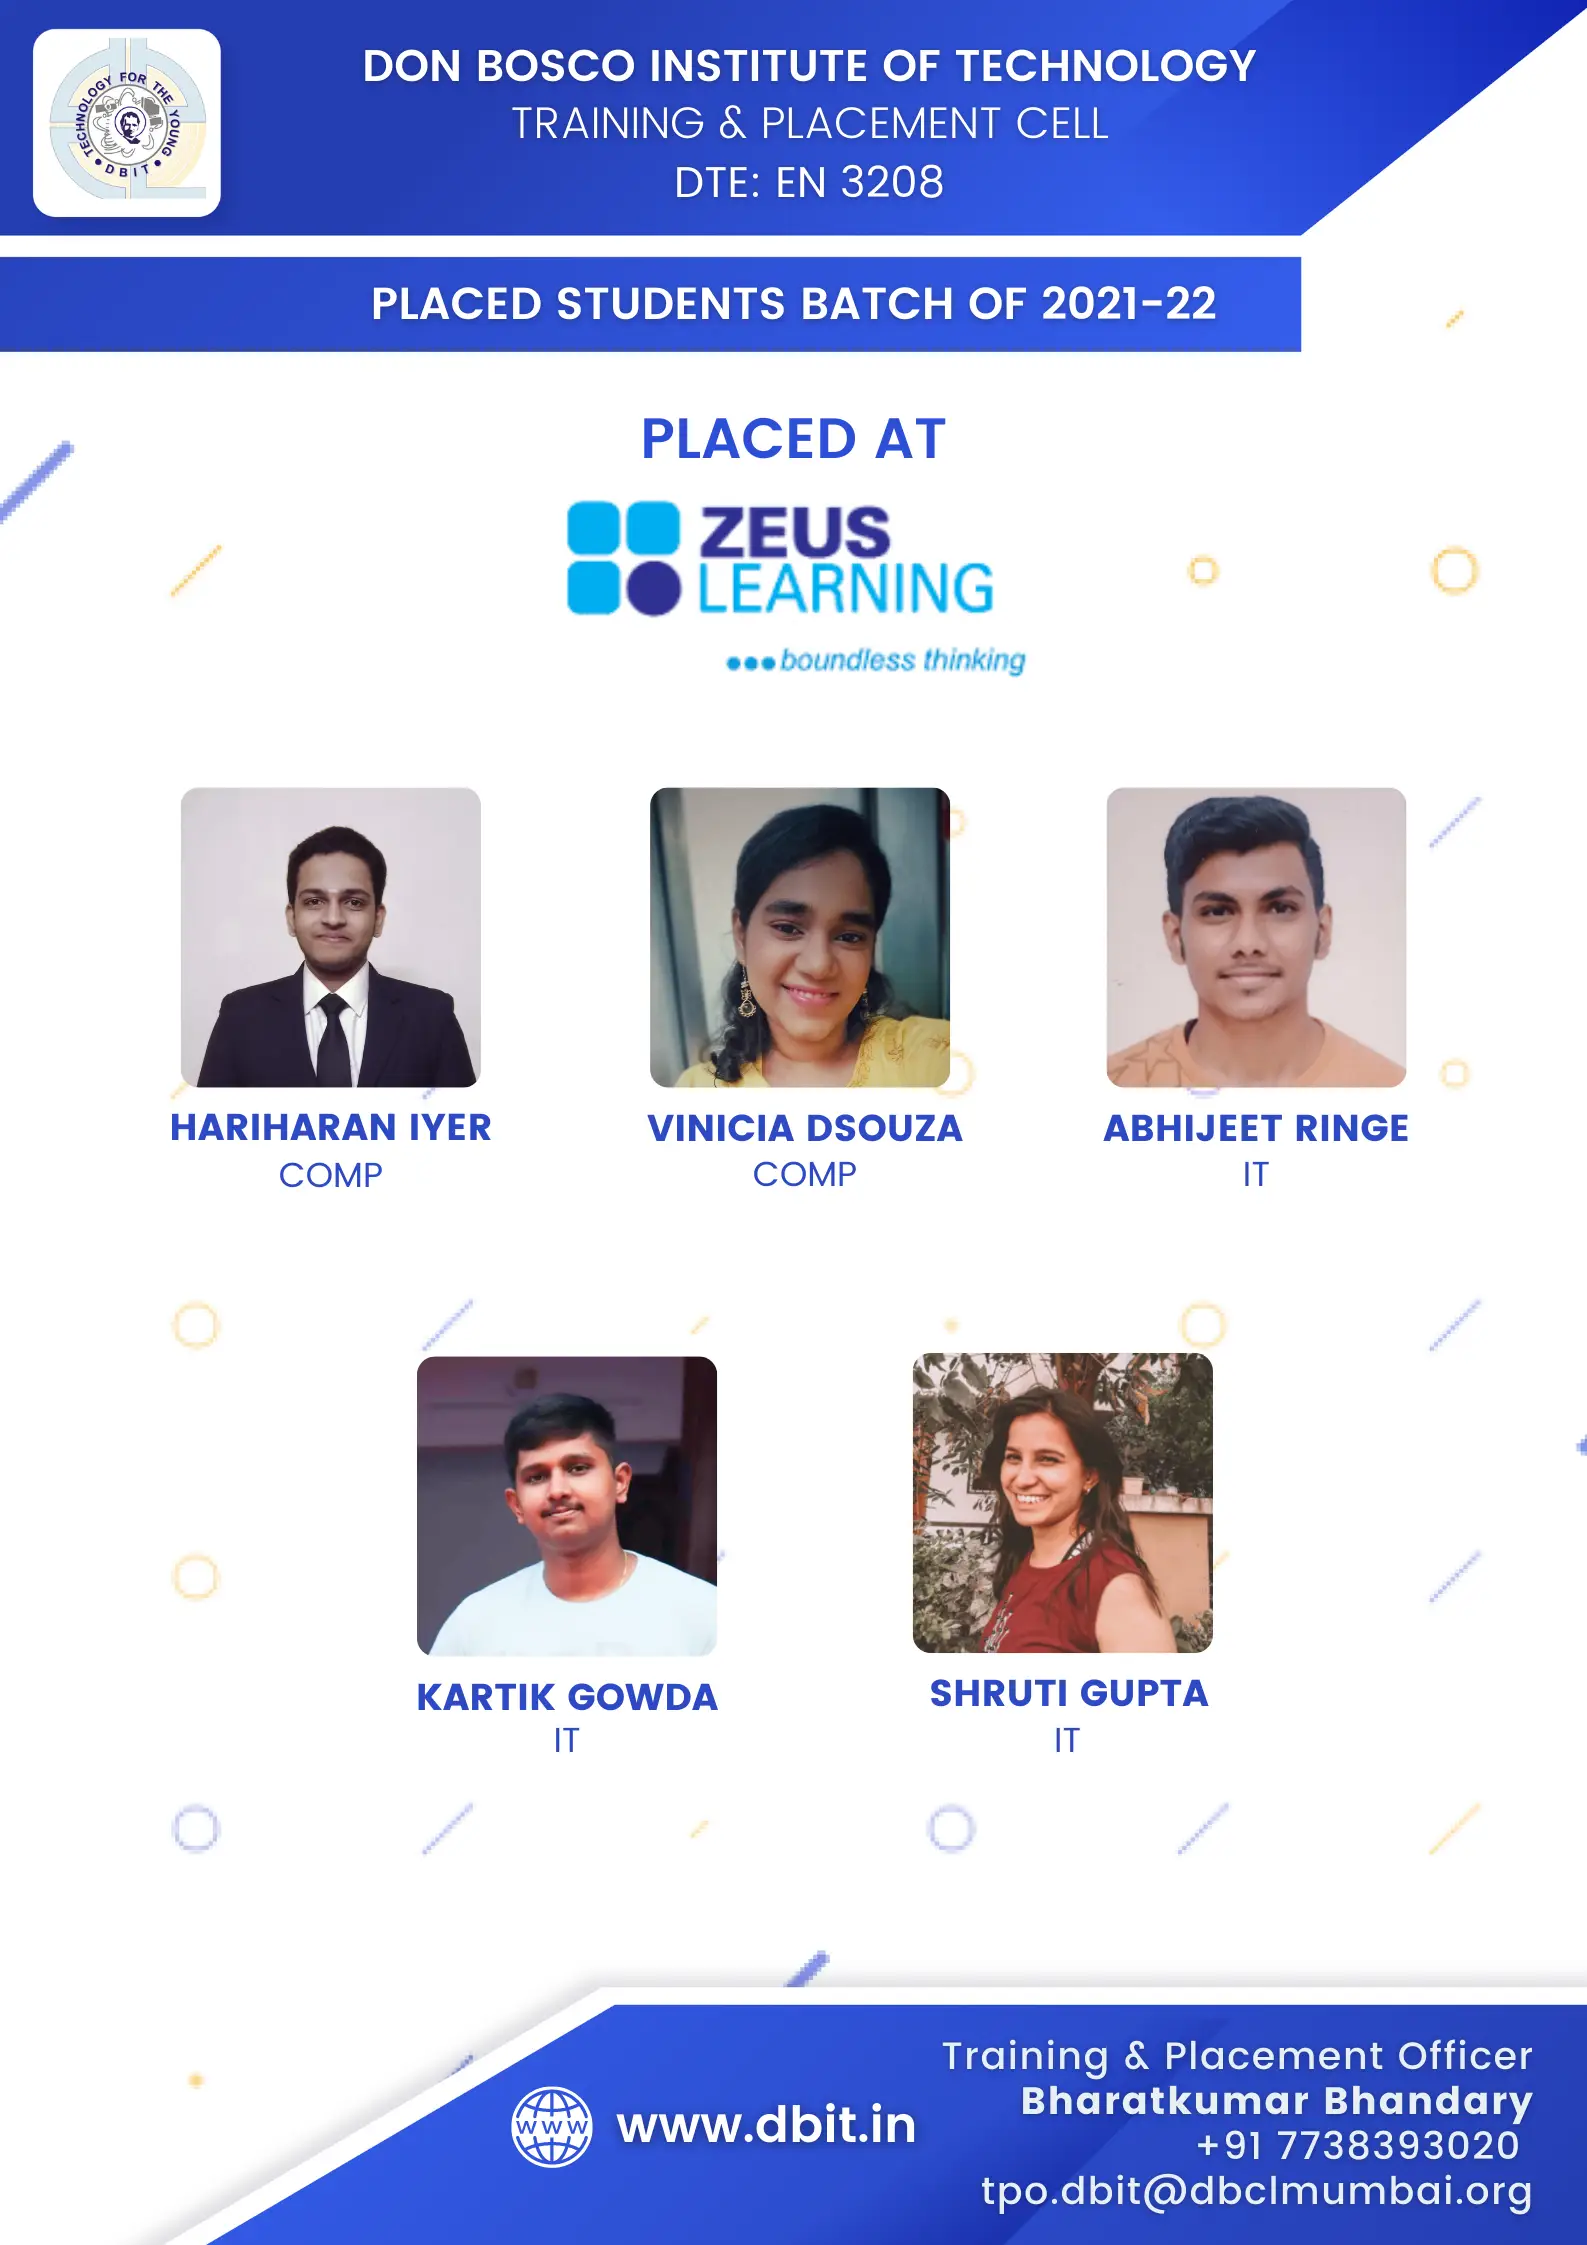 TECHNOLOGY FOR THE YOUNG
DBIT
DON BOSCO INSTITUTE OF TECHNOLOGY
TRAINING & PLACEMENT CELL
DTE: EN 3208
PLACED STUDENTS BATCH OF 2021-22
PLACED AT
ZEUS
LEARNING
boundless thinking
HARIHARAN IYER
COMP
VINICIA DSOUZA
COMP
ABHIJEET RINGE
IT
KARTIK GOWDA
IT
SHRUTI GUPTA
IT
WWW
www.dbit.in
Training & Placement Officer
Bharatkumar Bhandary
+91 7738393020
tpo.dbit@dbclmumbai.org